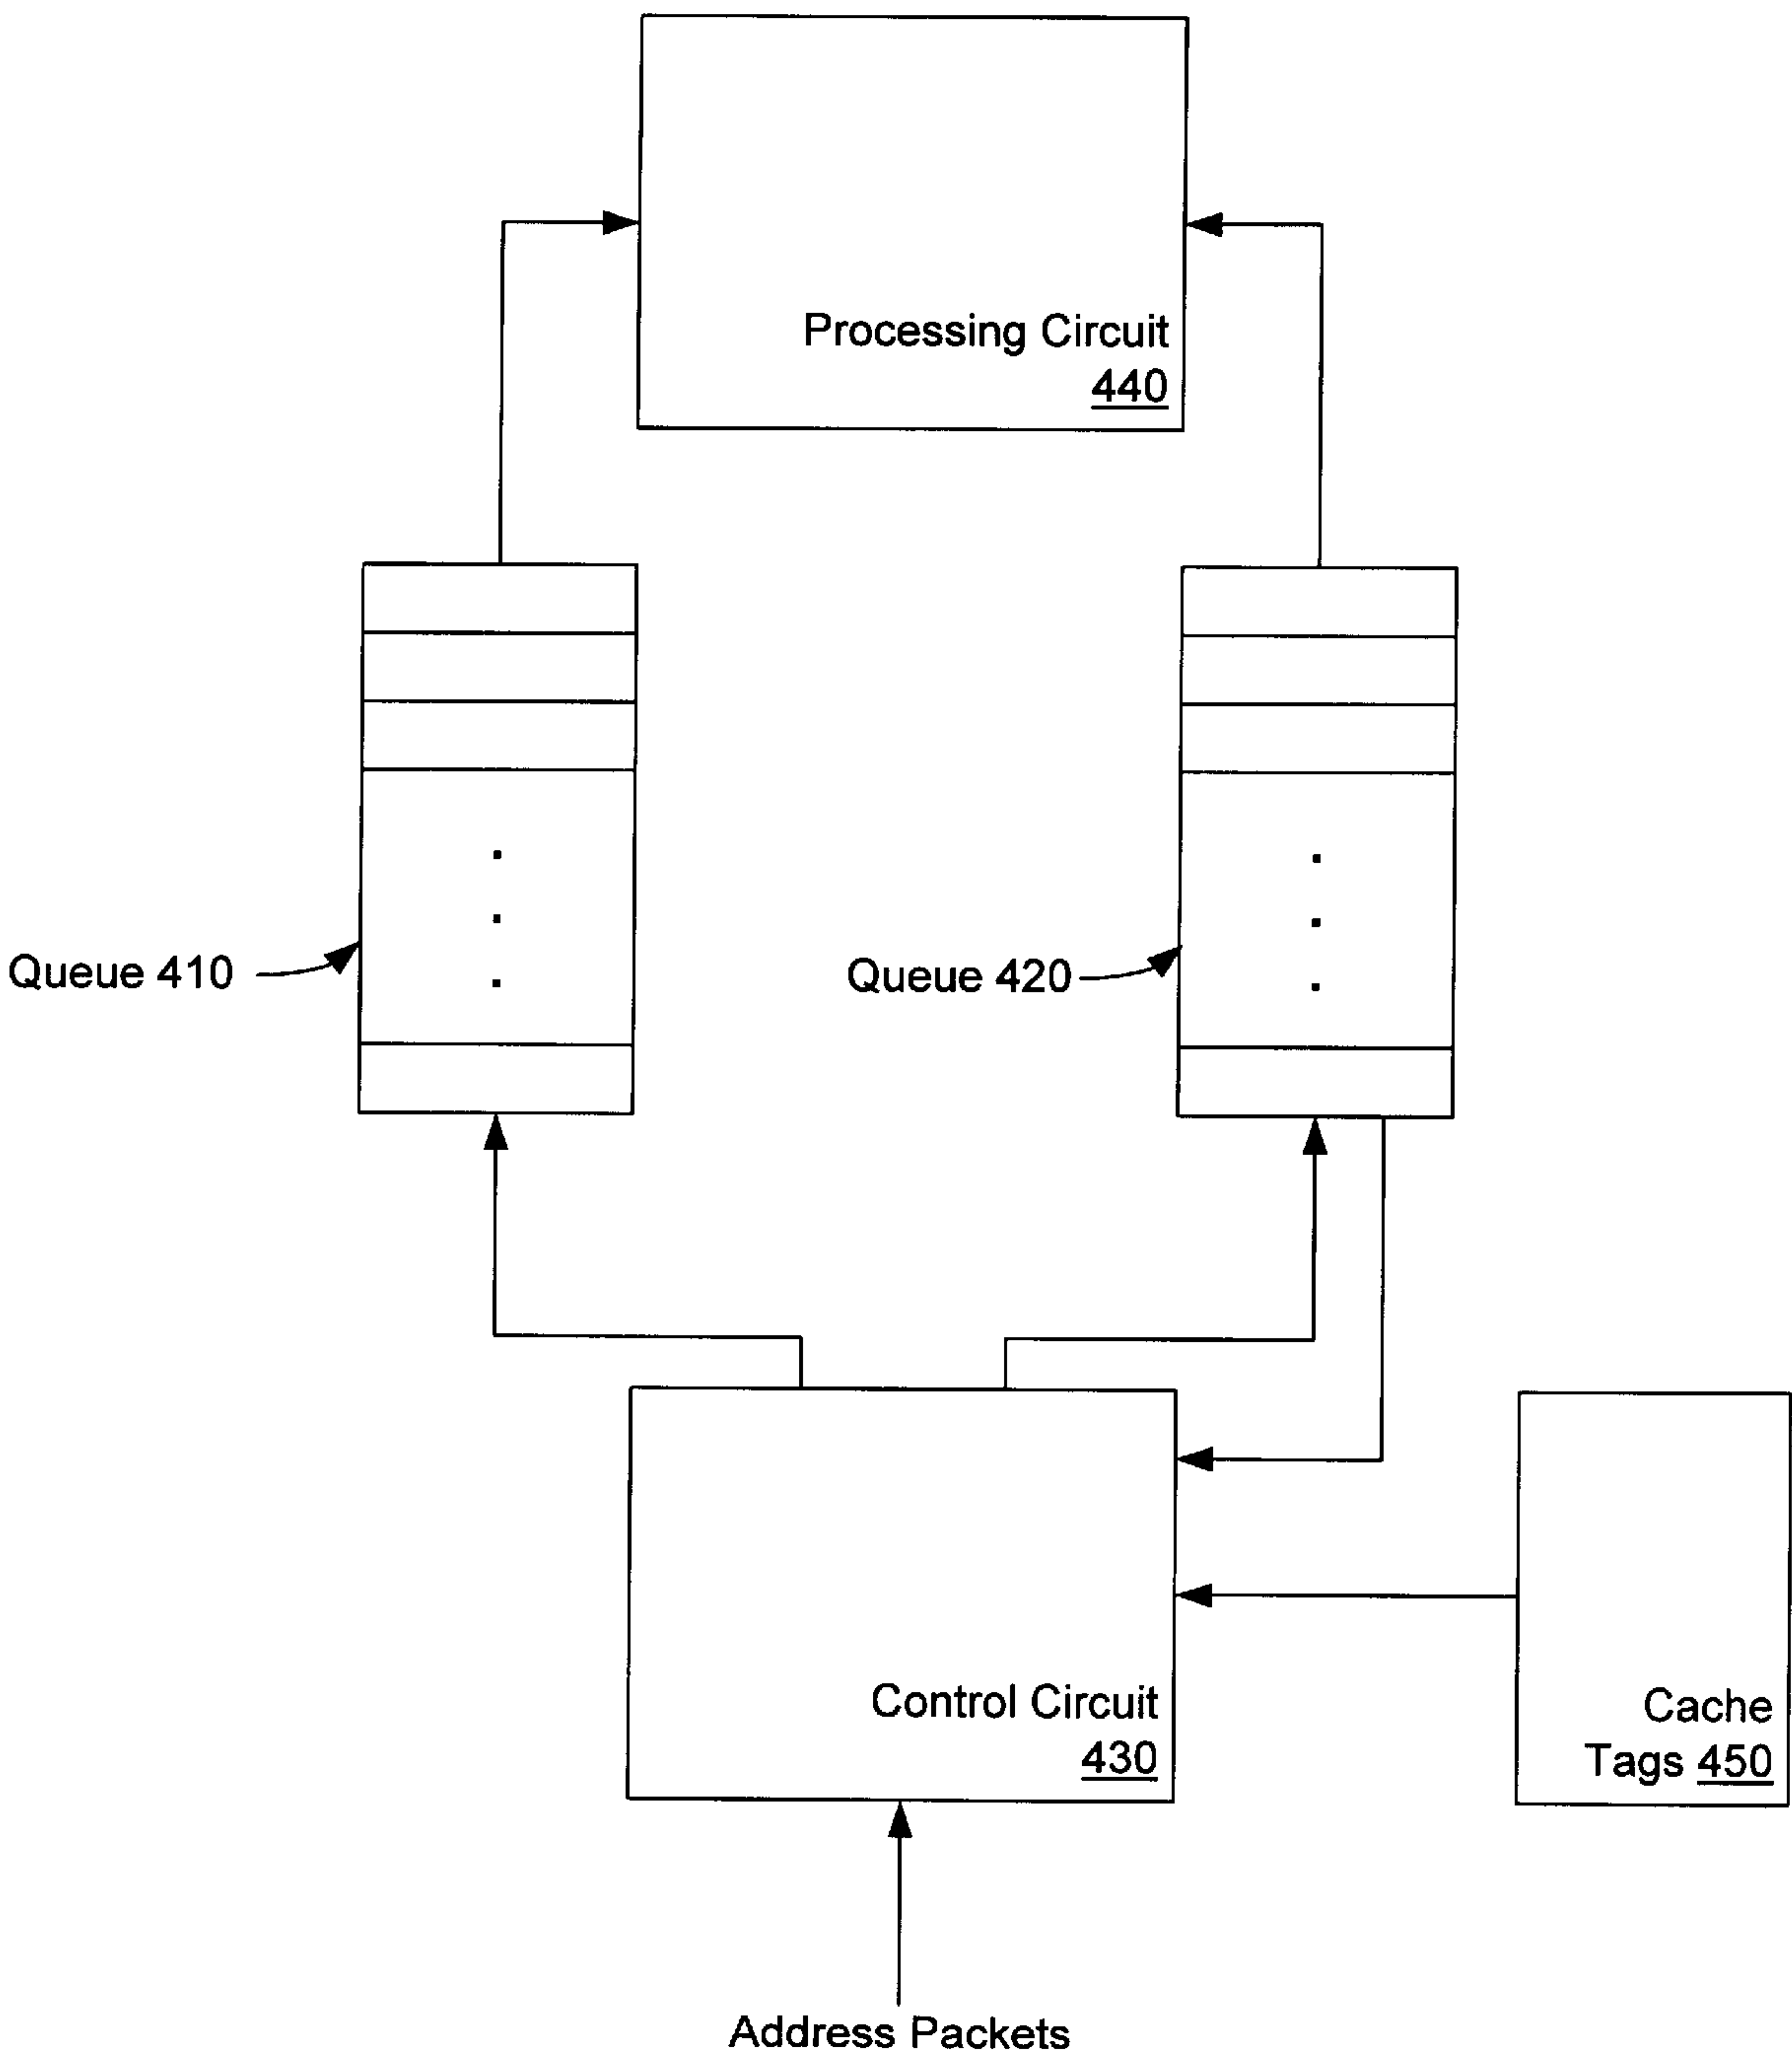 Processing Circuit
440
Queue 410
Queue 420
Control Circuit
430
Cache
Tags 450
Address Packets